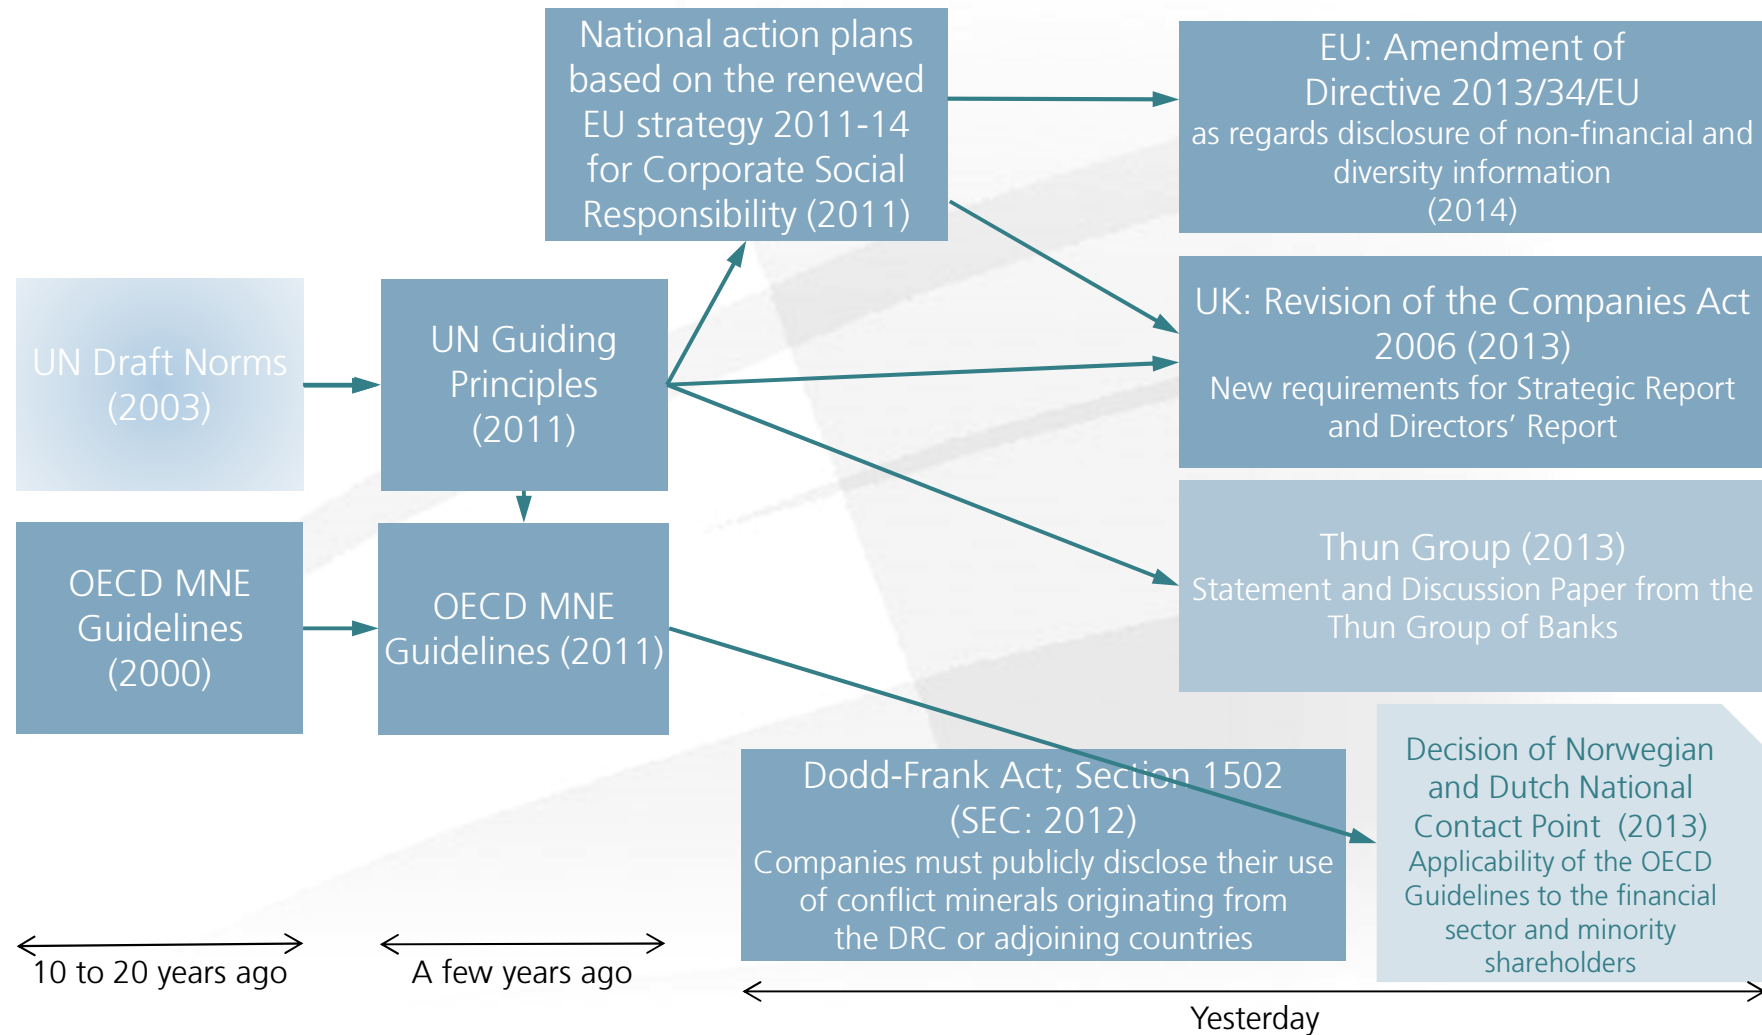 National action plans
based on the renewed
EU strategy 2011-14
for Corporate Social
Responsibility (2011)
EU: Amendment of
Directive 2013/34/EU
as regards disclosure of non-financial and
diversity information
(2014)
UN Draft Norms
(2003)
UN Guiding
Principles
(2011)
UK: Revision of the Companies Act
2006 (2013)
New requirements for Strategic Report
and Directors’ Report
OECD MNE
Guidelines
(2000)
OECD MNE
Guidelines (2011)
Thun Group (2013)
Statement and Discussion Paper from the
Thun Group of Banks
Dodd-Frank Act; Section 1502
(SEC: 2012)
Companies must publicly disclose their use
of conflict minerals originating from
the DRC or adjoining countries
Decision of Norwegian
and Dutch National
Contact Point (2013)
Applicability of the OECD
Guidelines to the financial
sector and minority
shareholders
10 to 20 years ago
A few years ago
Yesterday